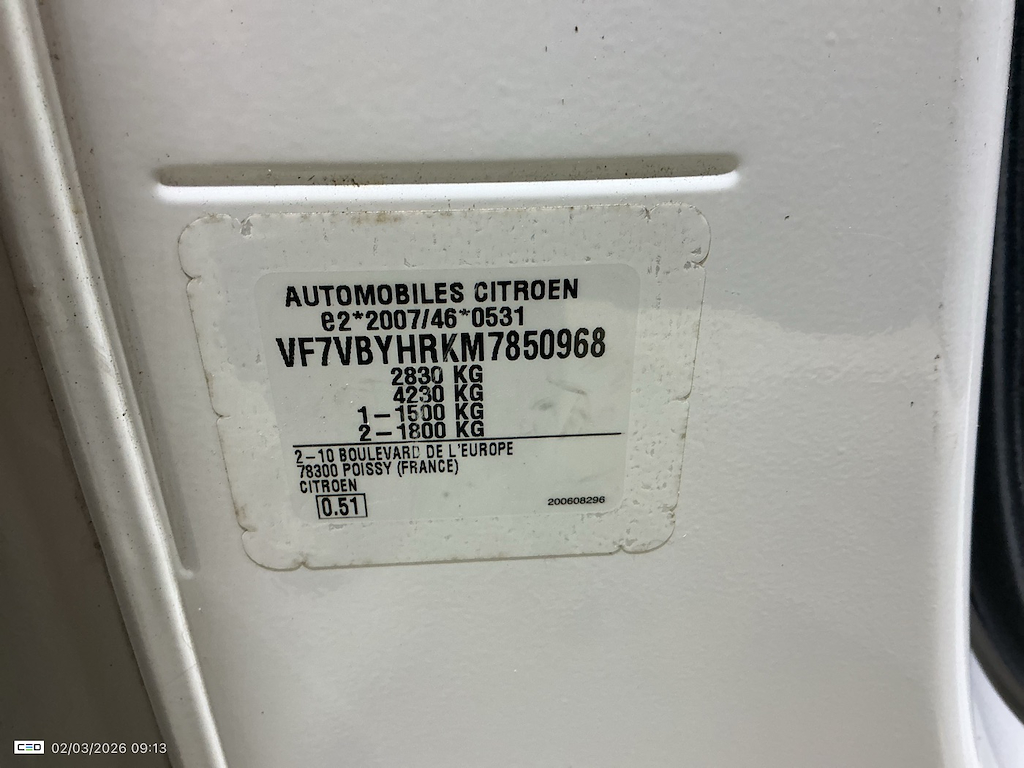 AUTOMOBILES CITROEN
e2*2007/46*0531
VF7VBYHRKM7850968
2830 KG
4230 KG
1-1500 KG
2-1800 KG
2-10 BOULEVARD DE L'EUROPE
78300 POISSY (FRANCE)
CITROEN
0.51
200608296
CEO 02/03/2026 09:13